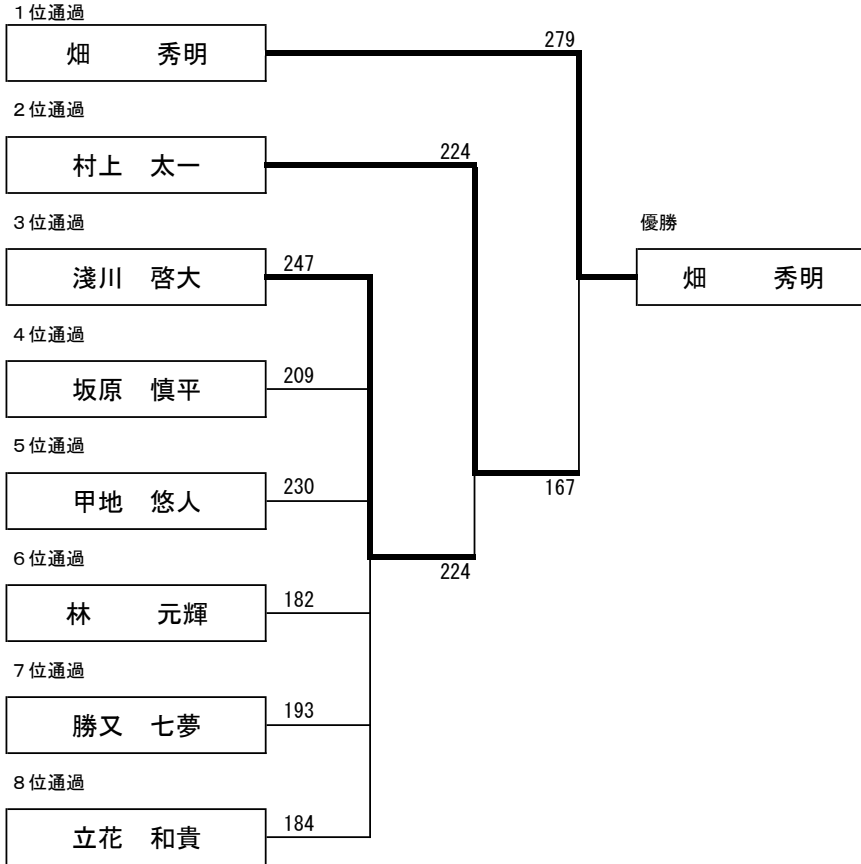 1位通過
畑　　秀明
279
2位通過
村上　太一
224
3位通過
淺川　啓大
247
優勝
畑　　秀明
4位通過
坂原　慎平
209
5位通過
甲地　悠人
230
167
6位通過
林　　元輝
182
224
7位通過
勝又　七夢
193
8位通過
立花　和貴
184